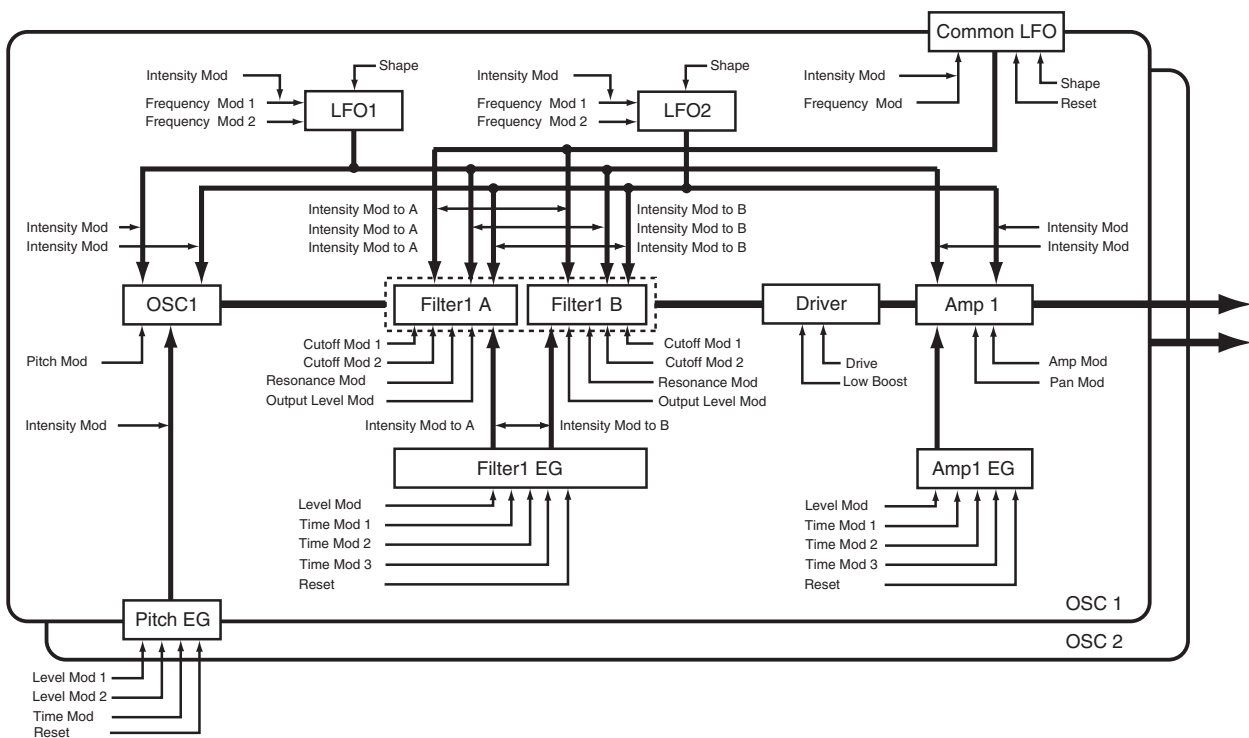 Common LFO
Intensity Mod
Frequency Mod
Shape
Reset
Shape
Intensity Mod
Frequency Mod 1
Frequency Mod 2
LFO1
Shape
Intensity Mod
Frequency Mod 1
Frequency Mod 2
LFO2
Intensity Mod to A
Intensity Mod to A
Intensity Mod to A
Intensity Mod to B
Intensity Mod to B
Intensity Mod to B
Intensity Mod
Intensity Mod
Intensity Mod
Intensity Mod
OSC1
Filter1 A
Filter1 B
Driver
Amp 1
Pitch Mod
Cutoff Mod 1
Cutoff Mod 2
Resonance Mod
Output Level Mod
Cutoff Mod 1
Cutoff Mod 2
Resonance Mod
Output Level Mod
Drive
Low Boost
Amp Mod
Pan Mod
Intensity Mod
Intensity Mod to A
Intensity Mod to B
Filter1 EG
Amp1 EG
Level Mod
Time Mod 1
Time Mod 2
Time Mod 3
Reset
Level Mod
Time Mod 1
Time Mod 2
Time Mod 3
Reset
Pitch EG
OSC 1
OSC 2
Level Mod 1
Level Mod 2
Time Mod
Reset